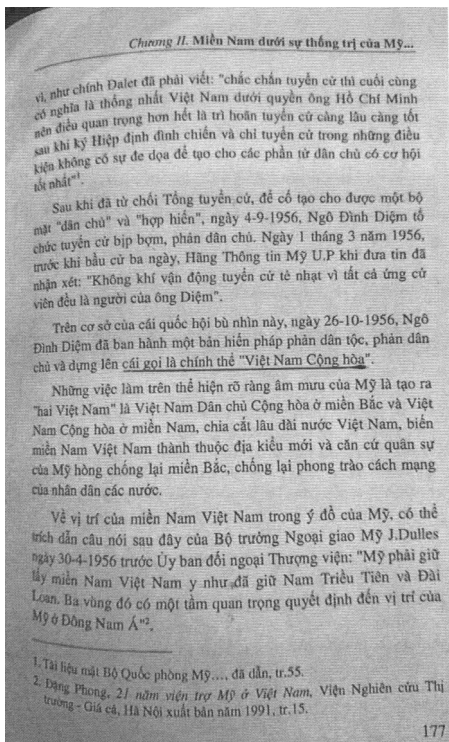 Chương II. Miền Nam dưới sự thống trị của Mỹ...
vì, như chính Đalet đã phải viết: "chắc chắn tuyển cử thì cuối cùng
có nghĩa là thống nhất Việt Nam dưới quyền ông Hồ Chí Minh
nên điều quan trọng hơn hết là trì hoãn tuyển cử càng lâu càng tốt
sau khi ký Hiệp định đình chiến và chỉ tuyển cử trong những điều
kiện không có sự đe dọa để tạo cho các phần tử dân chủ có cơ hội
tốt nhất"1.
Sau khi đã từ chối Tổng tuyển cử, để cố tạo cho được một bộ
mặt "dân chủ" và "hợp hiến", ngày 4-9-1956, Ngô Đình Diệm tổ
chức tuyển cử bịp bợm, phản dân chủ. Ngày 1 tháng 3 năm 1956,
trước khi bầu cử ba ngày, Hãng Thông tin Mỹ U.P khi đưa tin đã
nhận xét: "Không khí vận động tuyển cử tẻ nhạt vì tất cả ứng cử
viên đều là người của ông Diệm".
Trên cơ sở của cái quốc hội bù nhìn này, ngày 26-10-1956, Ngô
Đình Diệm đã ban hành một bản hiến pháp phản dân tộc, phản dân
chủ và dựng lên cái gọi là chính thể "Việt Nam Cộng hòa".
Những việc làm trên thể hiện rõ ràng âm mưu của Mỹ là tạo ra
"hai Việt Nam" là Việt Nam Dân chủ Cộng hòa ở miền Bắc và Việt
Nam Cộng hòa ở miền Nam, chia cắt lâu dài nước Việt Nam, biến
miền Nam Việt Nam thành thuộc địa kiểu mới và căn cứ quân sự
của Mỹ hòng chống lại miền Bắc, chống lại phong trào cách mạng
của nhân dân các nước.
Về vị trí của miền Nam Việt Nam trong ý đồ của Mỹ, có thể
trích dẫn câu nói sau đây của Bộ trưởng Ngoại giao Mỹ J.Dulles
ngày 30-4-1956 trước Ủy ban đối ngoại Thượng viện: "Mỹ phải giữ
lấy miền Nam Việt Nam y như đã giữ Nam Triều Tiên và Đài
Loan. Ba vùng đó có một tầm quan trọng quyết định đến vị trí của
Mỹ ở Đông Nam Á"2.
1. Tài liệu mật Bộ Quốc phòng Mỹ..., đã dẫn, tr.55.
2. Đặng Phong, 21 năm viện trợ Mỹ ở Việt Nam, Viện Nghiên cứu Thị
trường - Giá cả, Hà Nội xuất bản năm 1991, tr.15.
177